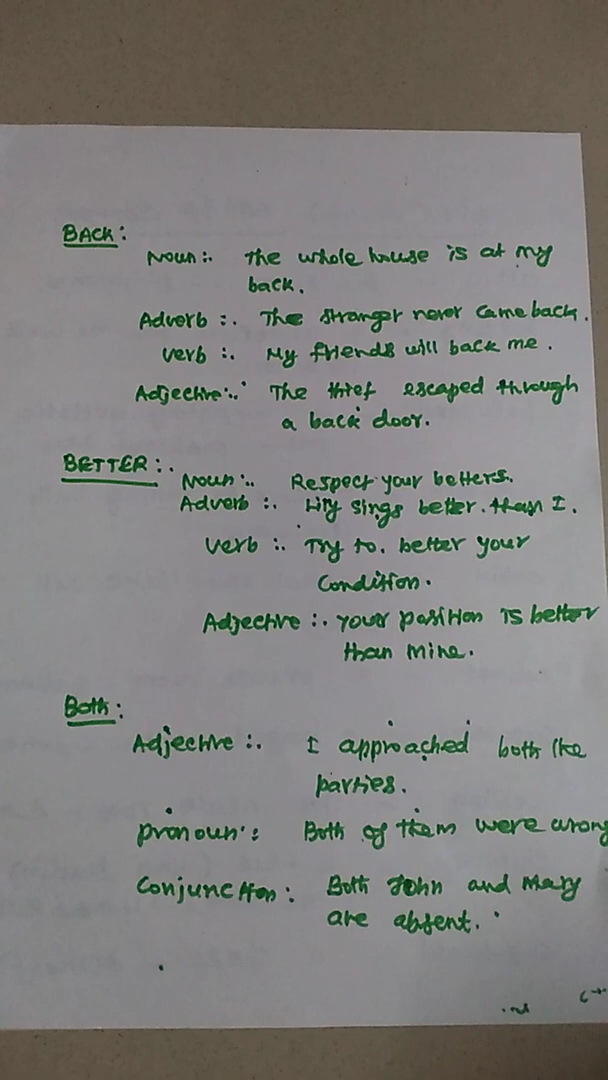 BACK:
Noun:. The whole house is at my
back.
Adverb:. The stranger never came back.
Verb:. My friends will back me.
Adjective:. The thief escaped through
a back door.
BETTER:.
Noun:. Respect your betters.
Adverb:. sings better than I.
Verb:. Try to. better your
Condition.
Adjective:. your position is better
than mine.
Both:
Adjective:. I approached both the
parties.
pronoun: Both of them were wrong
Conjunction: Both John and Mary
are absent.